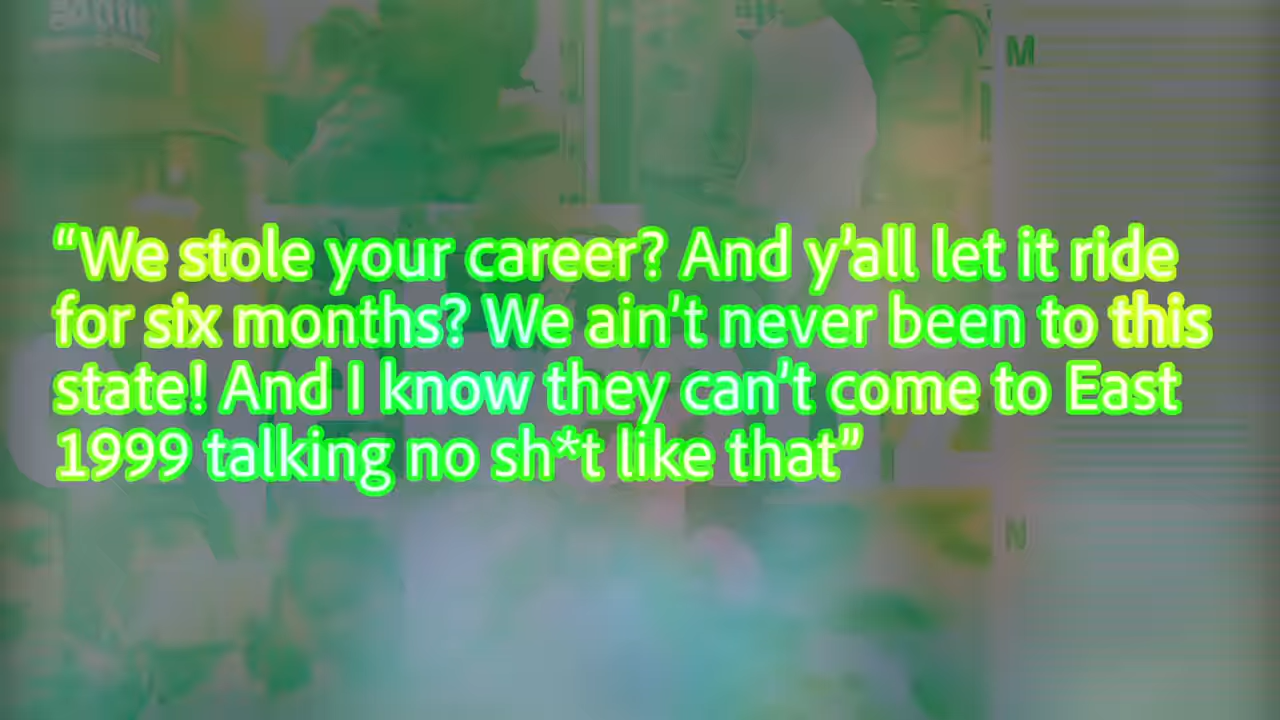 “We stole your career? And y’all let it ride
for six months? We ain’t never been to this
state! And I know they can’t come to East
1999 talking no sh*t like that”
M
N